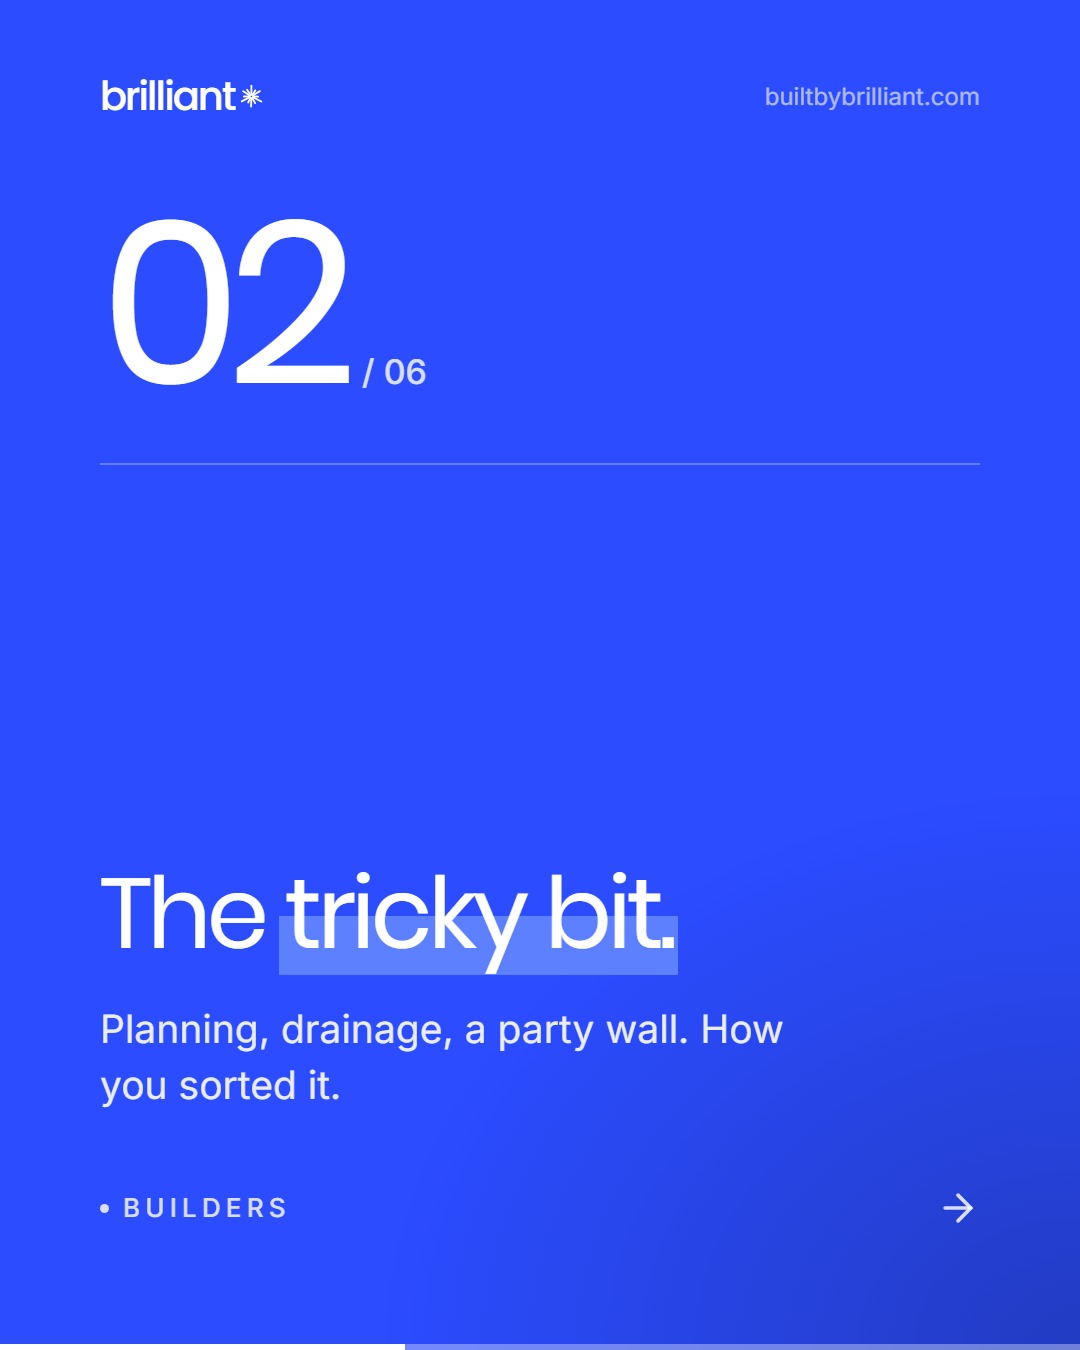 brilliant
builtbybrilliant.com
02 / 06
The tricky bit.
Planning, drainage, a party wall. How
you sorted it.
• BUILDERS